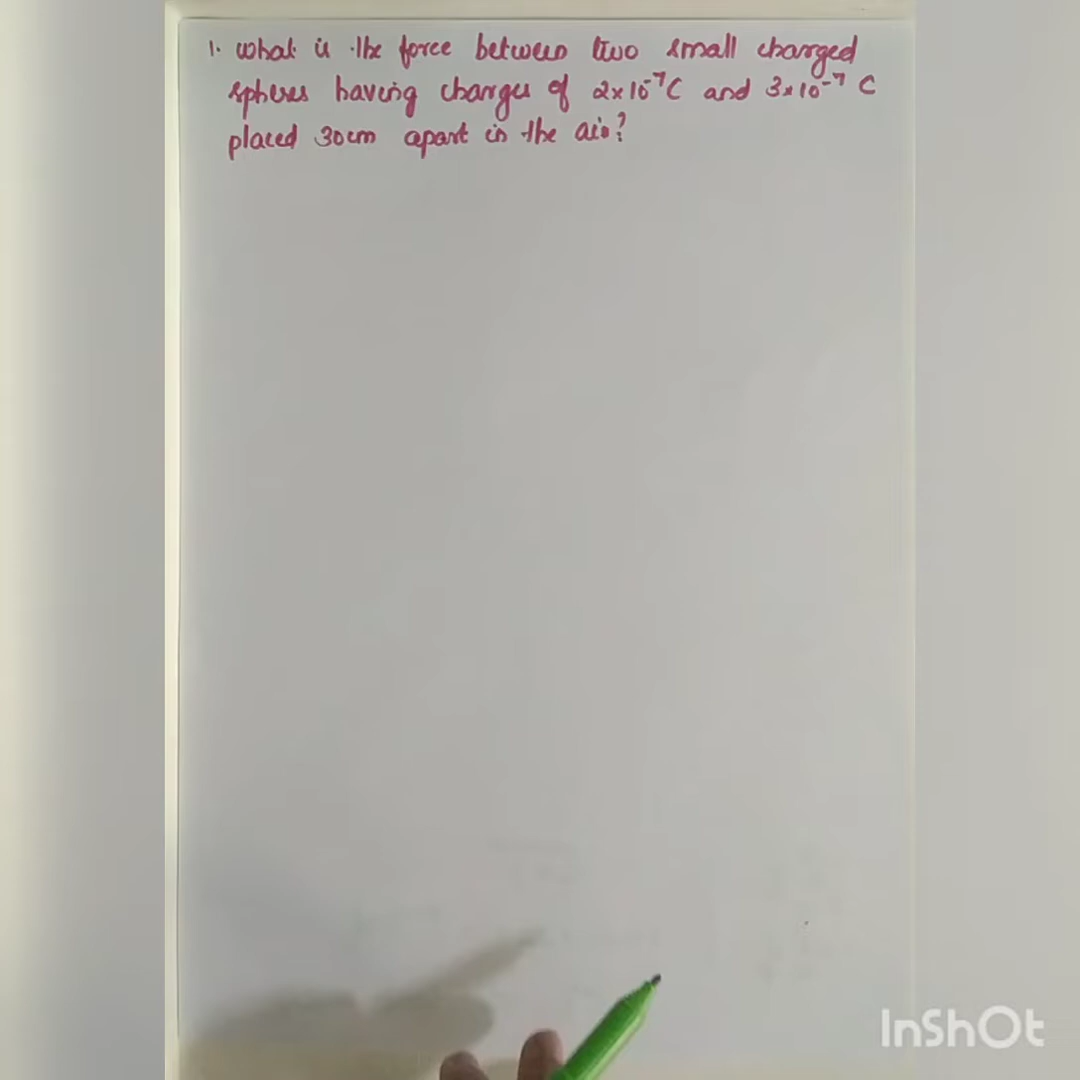 1. What is the force between two small charged
spheres having charges of 2×10⁻⁷C and 3×10⁻⁷ C
placed 30cm apart in the air?
InShOt